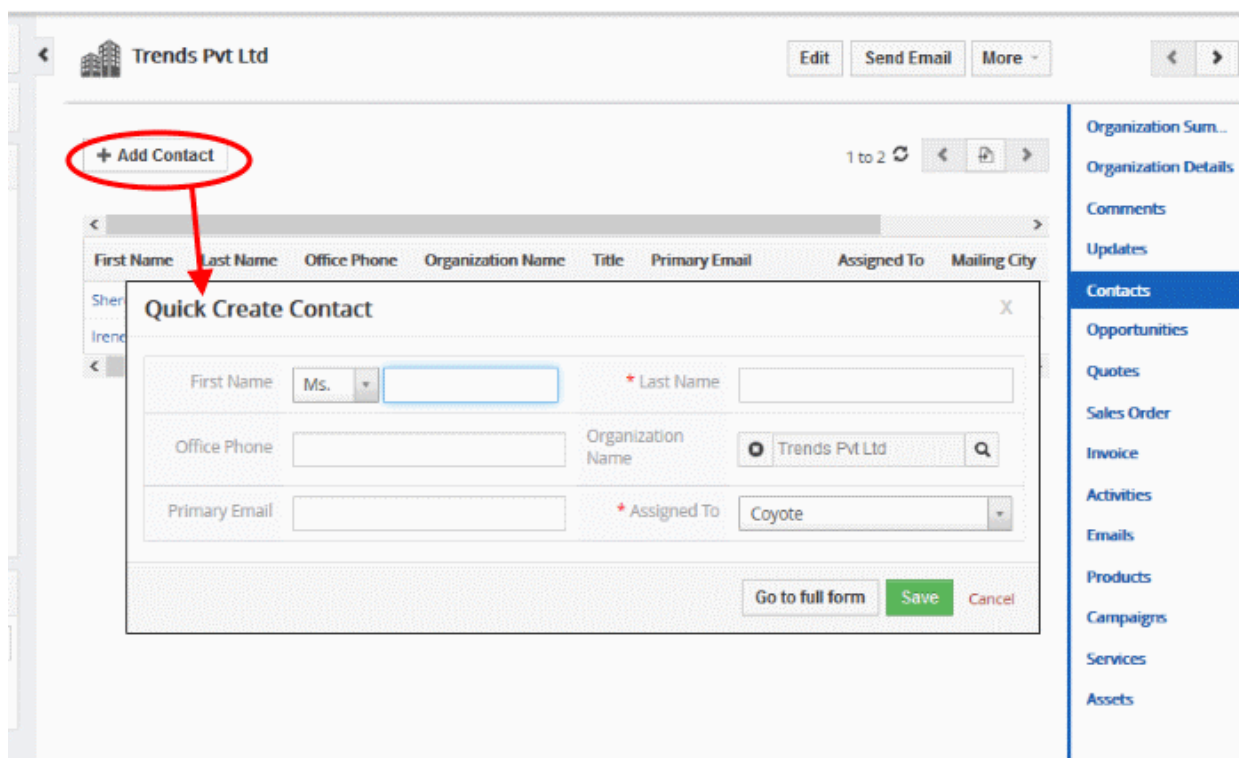 Trends Pvt Ltd
Edit Send Email More
+ Add Contact
1 to 2
First Name Last Name Office Phone Organization Name Title Primary Email Assigned To Mailing City
Sher
Irene
Quick Create Contact
X
First Name Ms. * Last Name
Office Phone Organization Name Trends Pvt Ltd
Primary Email * Assigned To Coyote
Go to full form Save Cancel
Organization Sum...
Organization Details
Comments
Updates
Contacts
Opportunities
Quotes
Sales Order
Invoice
Activities
Emails
Products
Campaigns
Services
Assets